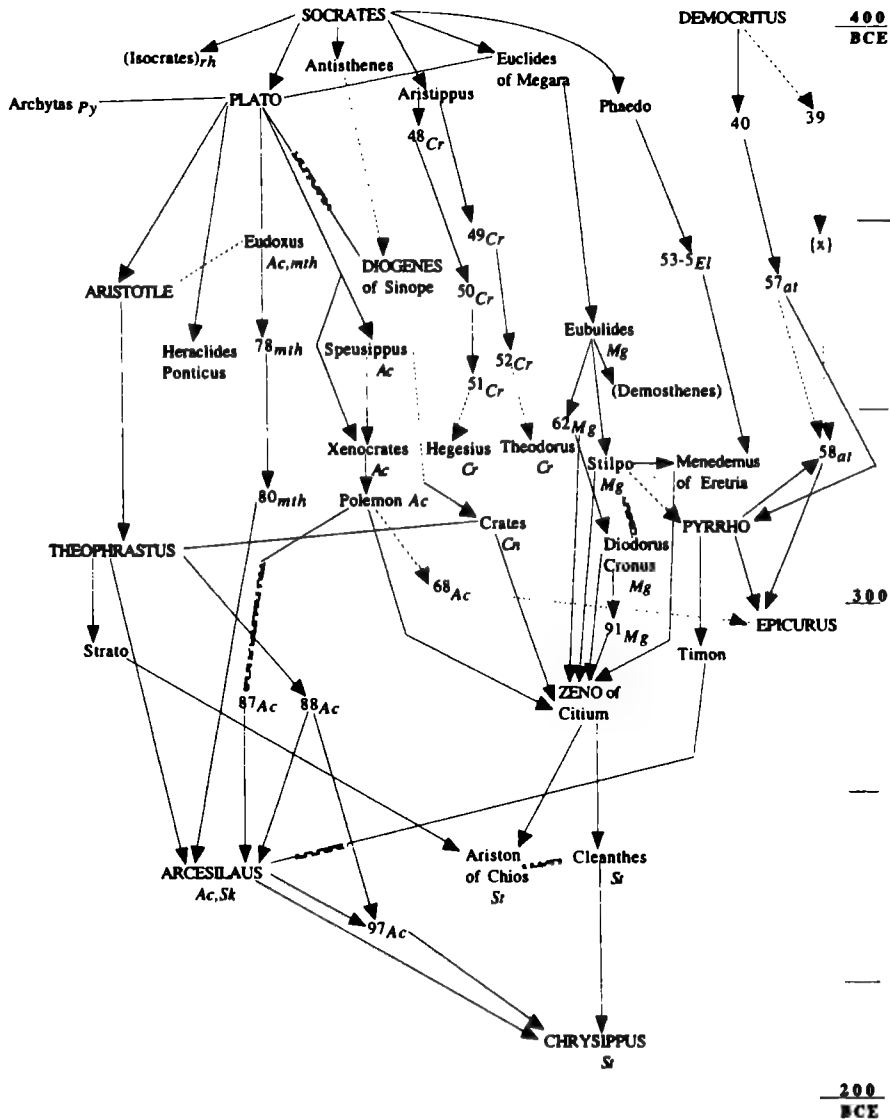 SOCRATES
DEMOCRITUS
400
BCE
(Isocrates)rh
Antisthenes
Euclides
of Megara
Archytas Py
PLATO
Aristippus
Phaedo
40
39
48Cr
49Cr
{x}
Eudoxus
Ac,mth
53-5El
ARISTOTLE
DIOGENES
of Sinope
50Cr
57at
Heraclides
Ponticus
78mth
Speusippus
Ac
52Cr
Eubulides
Mg
51Cr
(Demosthenes)
62Mg
Xenocrates
Ac
Hegesius
Cr
Theodorus
Cr
Stilpo
Mg
Menedemus
of Eretria
58at
80mth
Polemon Ac
Crates
Cn
PYRRHO
THEOPHRASTUS
Diodorus
Cronus
Mg
68Ac
300
BCE
91Mg
EPICURUS
Strato
Timon
87Ac
88Ac
ZENO of
Citium
ARCESILAUS
Ac,Sk
Ariston
of Chios
St
Cleanthes
St
97Ac
CHRYSIPPUS
St
200
BCE